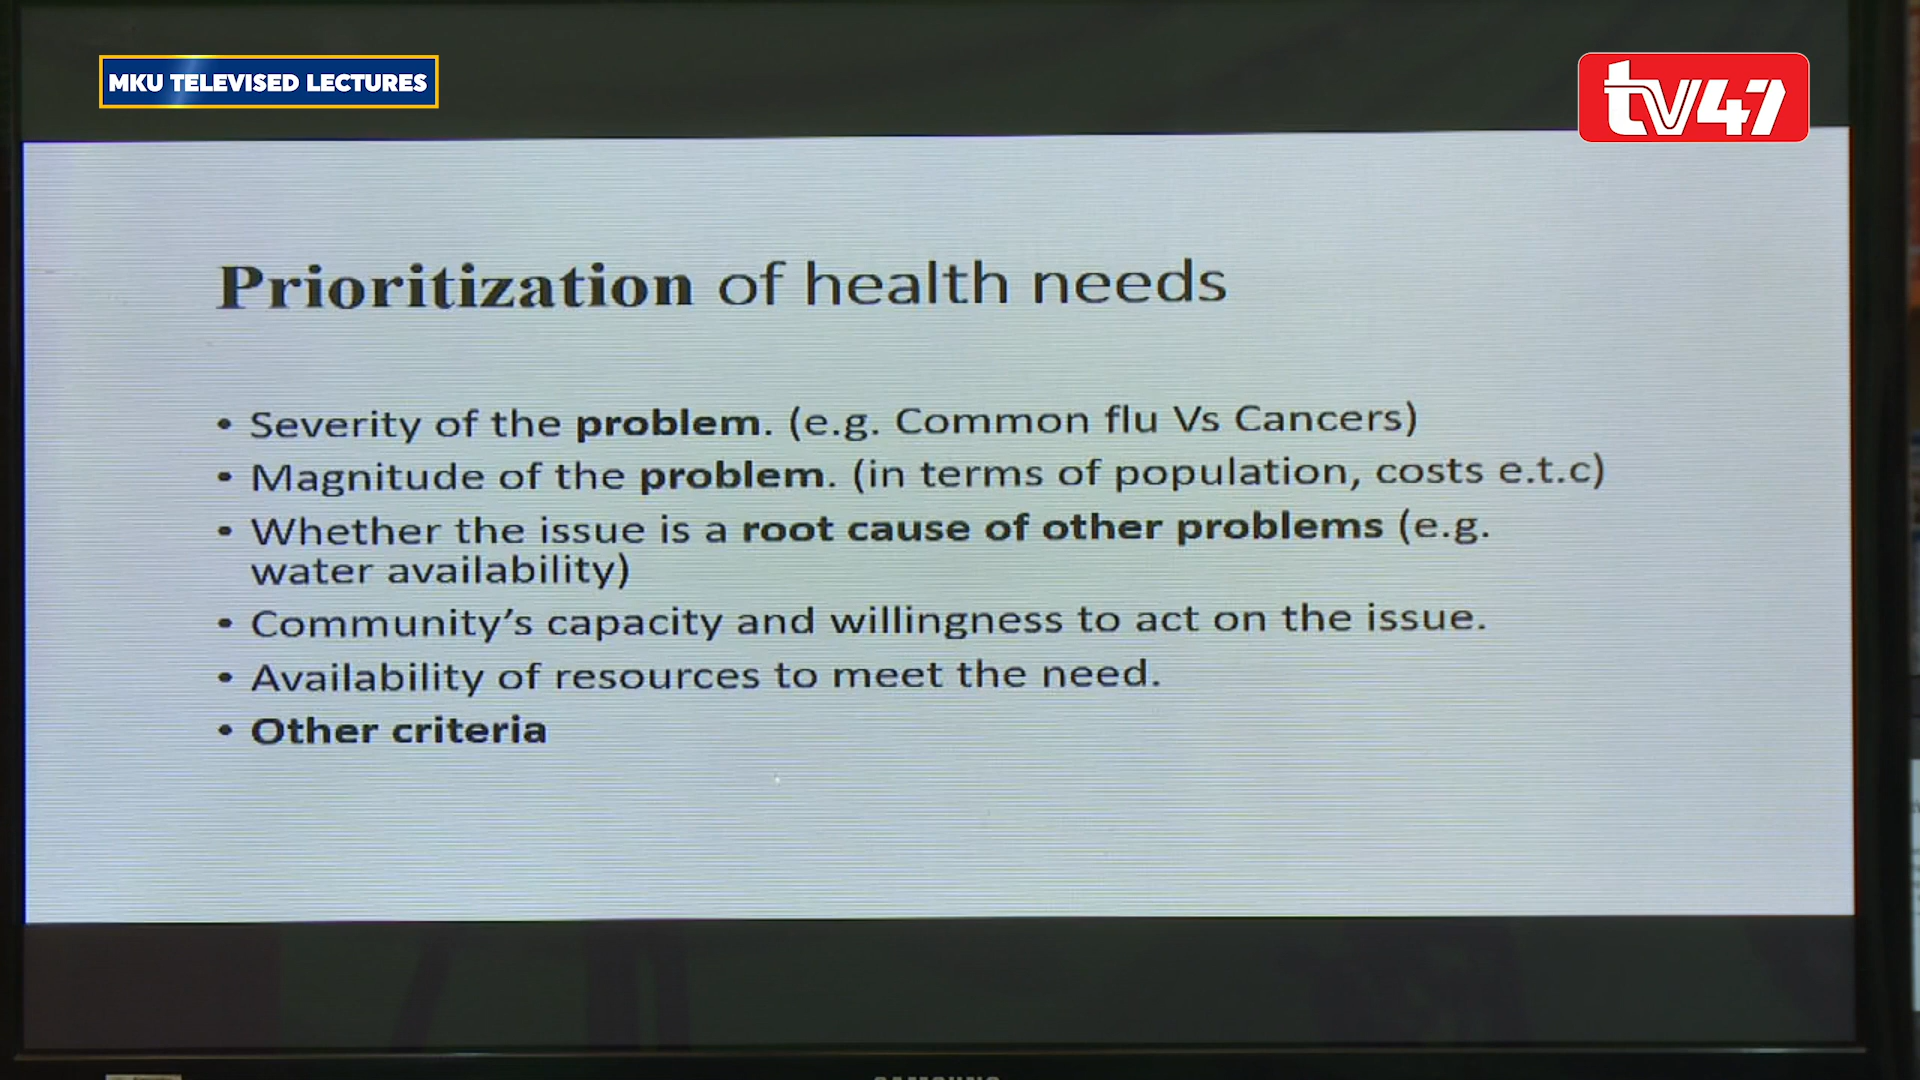 MKU TELEVISED LECTURES
tv47
Prioritization of health needs
• Severity of the problem. (e.g. Common flu Vs Cancers)
• Magnitude of the problem. (in terms of population, costs e.t.c)
• Whether the issue is a root cause of other problems (e.g.
water availability)
• Community’s capacity and willingness to act on the issue.
• Availability of resources to meet the need.
• Other criteria